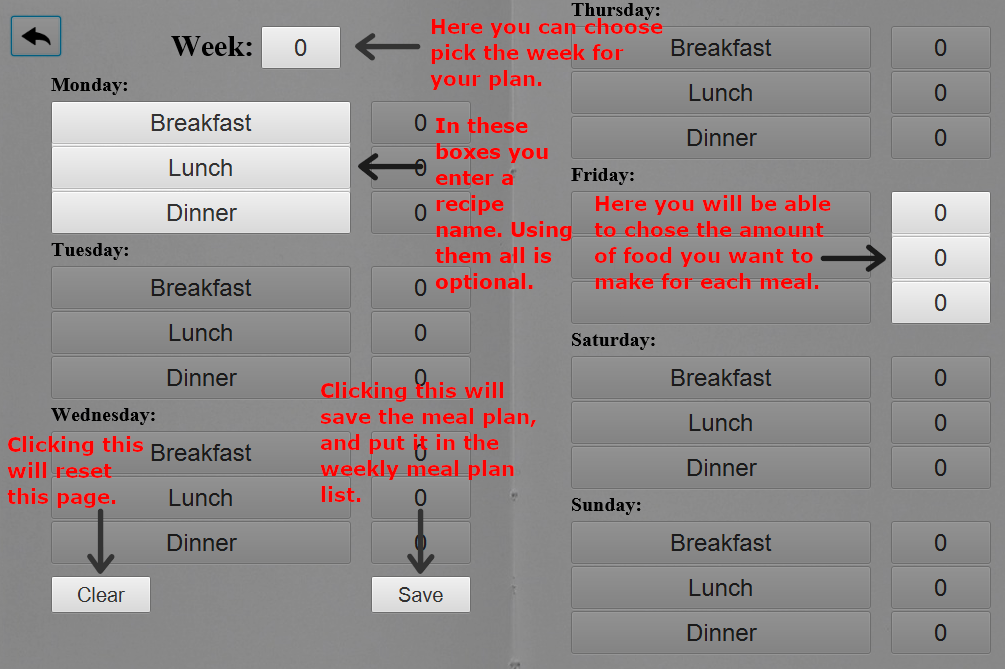 Week:
0
Here you can choose
pick the week for
your plan.
Monday:
Breakfast
0
Lunch
0
Dinner
0
In these
boxes you
enter a
recipe
name. Using
them all is
optional.
Tuesday:
Breakfast
0
Lunch
0
Dinner
0
Wednesday:
Breakfast
0
Lunch
0
Dinner
0
Clicking this
will reset
this page.
Clicking this will
save the meal plan,
and put it in the
weekly meal plan
list.
Clear
Save
Thursday:
Breakfast
0
Lunch
0
Dinner
0
Friday:
0
0
0
Here you will be able
to chose the amount
of food you want to
make for each meal.
Saturday:
Breakfast
0
Lunch
0
Dinner
0
Sunday:
Breakfast
0
Lunch
0
Dinner
0